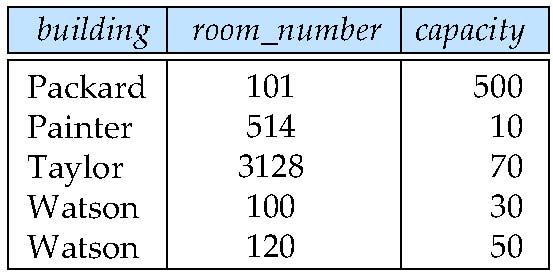 building room_number capacity
Packard 101 500
Painter 514 10
Taylor 3128 70
Watson 100 30
Watson 120 50